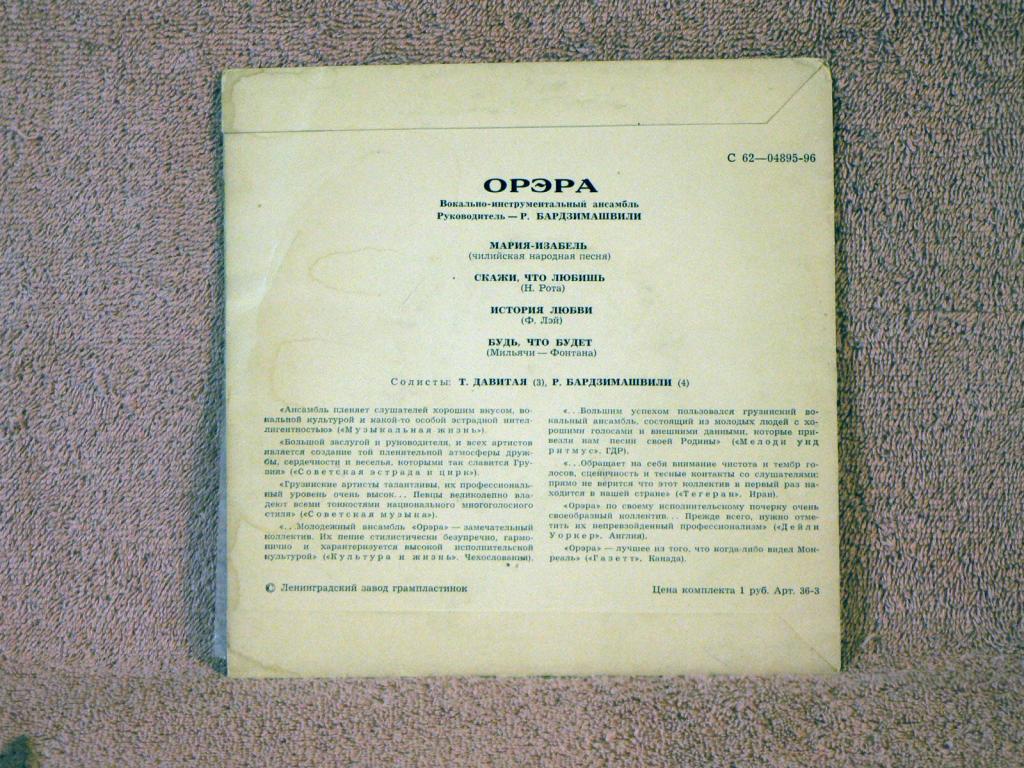 С 62—04895-96
ОРЭРА
Вокально-инструментальный ансамбль
Руководитель — Р. БАРДЗИМАШВИЛИ
МАРИЯ-ИЗАБЕЛЬ
(чилийская народная песня)
СКАЖИ, ЧТО ЛЮБИШЬ
(Н. Рота)
ИСТОРИЯ ЛЮБВИ
(Ф. Лэй)
БУДЬ, ЧТО БУДЕТ
(Мильячи — Фонтана)
Солисты: Т. ДАВИТАЯ (3), Р. БАРДЗИМАШВИЛИ (4)
«Ансамбль пленяет слушателей хорошим вкусом, во-
кальной культурой и какой-то особой эстрадной интел-
лигентностью» («Музыкальная жизнь»).
«Большой заслугой и руководителя, и всех артистов
является создание той пленительной атмосферы друж-
бы, сердечности и веселья, которыми так славится Гру-
зия» («Советская эстрада и цирк»).
«Грузинские артисты талантливы, их профессиональ-
ный уровень очень высок... Певцы великолепно вла-
деют всеми тонкостями национального многоголосного
стиля» («Советская музыка»).
«...Молодежный ансамбль «Орэра» — замечательный
коллектив. Их пение стилистически безупречно, гармо-
нично и характеризуется высокой исполнительской
культурой» («Культура и жизнь». Чехословакия).
«...Большим успехом пользовался грузинский во-
кальный ансамбль, состоящий из молодых людей с хо-
рошими голосами и внешними данными, которые при-
везли нам песни своей Родины» («Мелоди унд
ритмус». ГДР).
«...Обращает на себя внимание чистота и тембр го-
лосов, сценичность и тесные контакты со слушателями;
прямо не верится что этот коллектив в первый раз на-
ходится в нашей стране» («Тегеран». Иран).
«Орэра» по своему исполнительскому почерку очень
своеобразный коллектив... Прежде всего, нужно отме-
тить их непревзойденный профессионализм» («Дейли
Уоркер». Англия).
«Орэра» — лучшее из того, что когда-либо видел Мон-
реаль» («Газетт». Канада).
© Ленинградский завод грампластинок
Цена комплекта 1 руб. Арт. 36-3